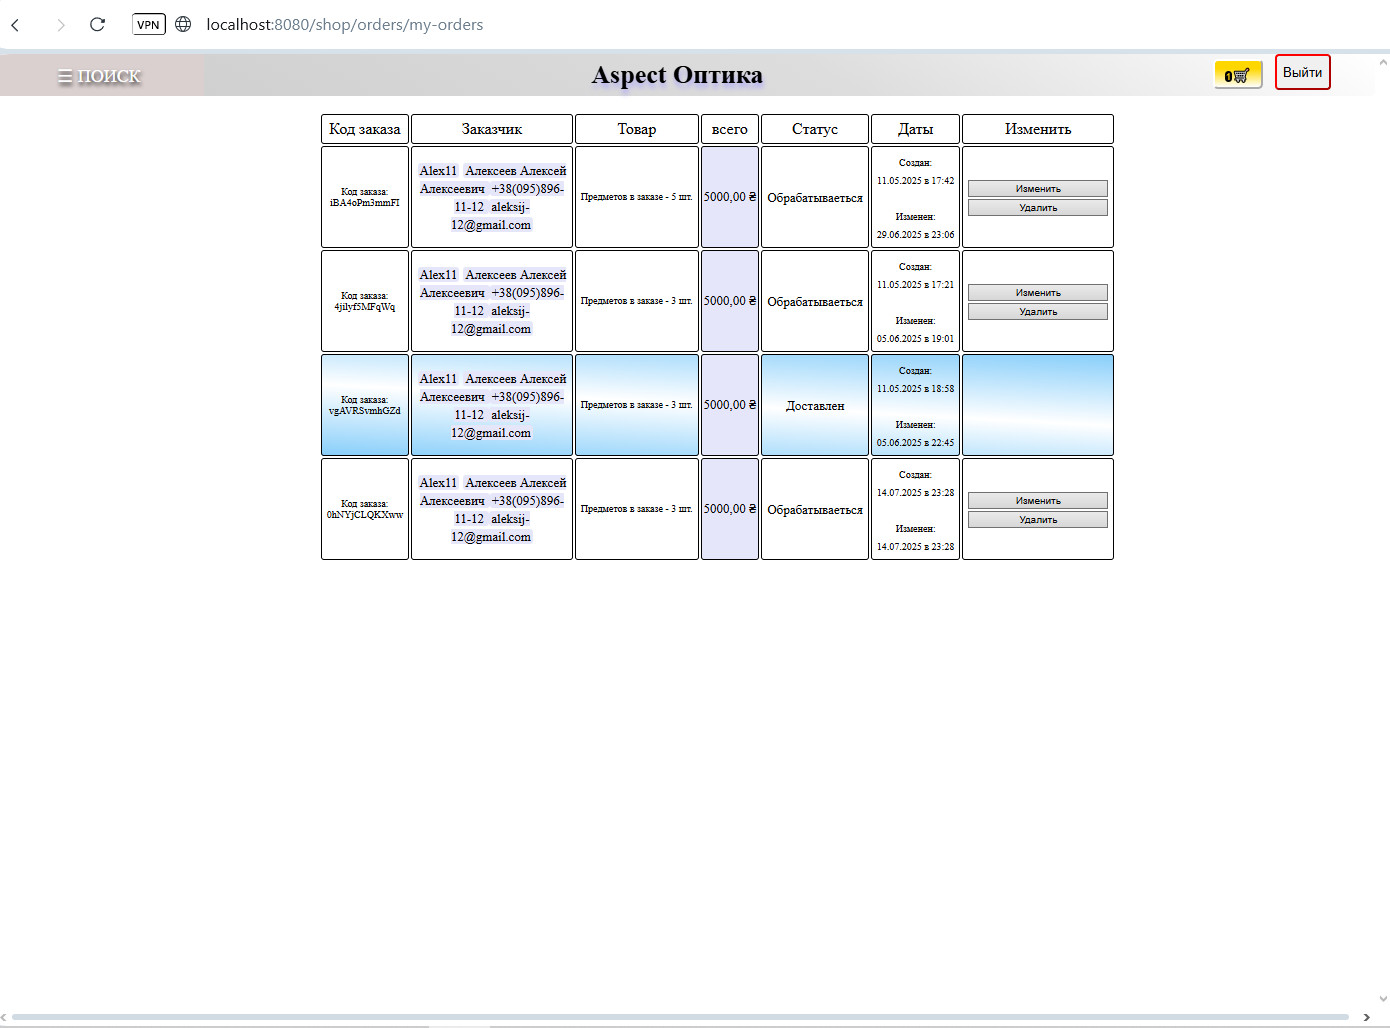 VPN localhost:8080/shop/orders/my-orders
☰ ПОИСК
Aspect Оптика
0
Выйти
Код заказа Заказчик Товар всего Статус Даты Изменить
Код заказа:
iBA4oPm3mmFI
Alex11 Алексеев Алексей
Алексеевич +38(095)896-
11-12 aleksij-
12@gmail.com
Предметов в заказе - 5 шт.
5000,00 ₴
Обрабатываеться
Создан:
11.05.2025 в 17:42
Изменен:
29.06.2025 в 23:06
Изменить
Удалить
Код заказа:
4jilyf5MFqWq
Alex11 Алексеев Алексей
Алексеевич +38(095)896-
11-12 aleksij-
12@gmail.com
Предметов в заказе - 3 шт.
5000,00 ₴
Обрабатываеться
Создан:
11.05.2025 в 17:21
Изменен:
05.06.2025 в 19:01
Изменить
Удалить
Код заказа:
vgAVRSvmhGZd
Alex11 Алексеев Алексей
Алексеевич +38(095)896-
11-12 aleksij-
12@gmail.com
Предметов в заказе - 3 шт.
5000,00 ₴
Доставлен
Создан:
11.05.2025 в 18:58
Изменен:
05.06.2025 в 22:45
Код заказа:
0hNYjCLQKXww
Alex11 Алексеев Алексей
Алексеевич +38(095)896-
11-12 aleksij-
12@gmail.com
Предметов в заказе - 3 шт.
5000,00 ₴
Обрабатываеться
Создан:
14.07.2025 в 23:28
Изменен:
14.07.2025 в 23:28
Изменить
Удалить